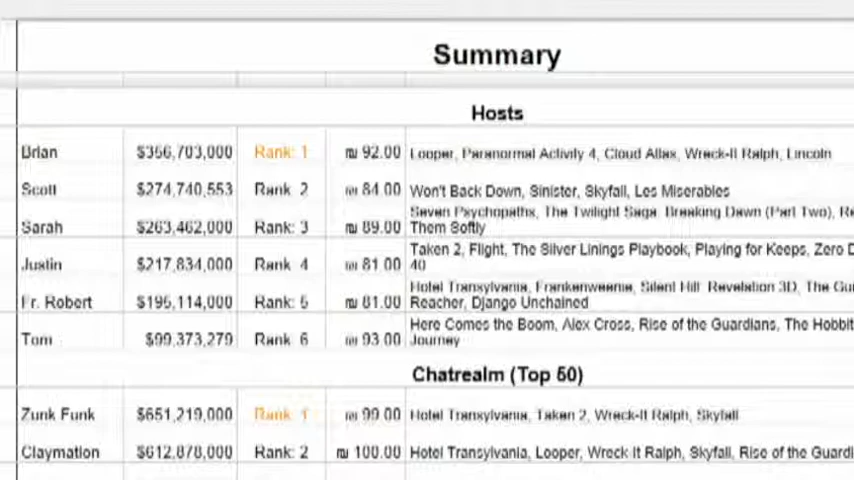 Summary
Hosts
Brian $356,703,000 Rank: 1 ₪ 92.00 Looper, Paranormal Activity 4, Cloud Atlas, Wreck-It Ralph, Lincoln
Scott $274,740,553 Rank 2 ₪ 84.00 Won't Back Down, Sinister, Skyfall, Les Miserables
Sarah $263,462,000 Rank: 3 ₪ 89.00 Seven Psychopaths, The Twilight Saga: Breaking Dawn (Part Two),
Them Softly
Justin $217,834,000 Rank 4 ₪ 81.00 Taken 2, Flight, The Silver Linings Playbook, Playing for Keeps, Zero
40
Fr. Robert $195,114,000 Rank: 5 ₪ 81.00 Hotel Transylvania, Frankenweenie, Silent Hill: Revelation 3D, The
Reacher, Django Unchained
Tom $99,373,279 Rank 6 ₪ 93.00 Here Comes the Boom, Alex Cross, Rise of the Guardians, The Hobbit
Journey
Chatrealm (Top 50)
Zunk Funk $651,219,000 Rank: 1 ₪ 99.00 Hotel Transylvania, Taken 2, Wreck-It Ralph, Skyfall
Claymation $612,878,000 Rank: 2 ₪ 100.00 Hotel Transylvania, Looper, Wreck It Ralph, Skyfall, Rise of the